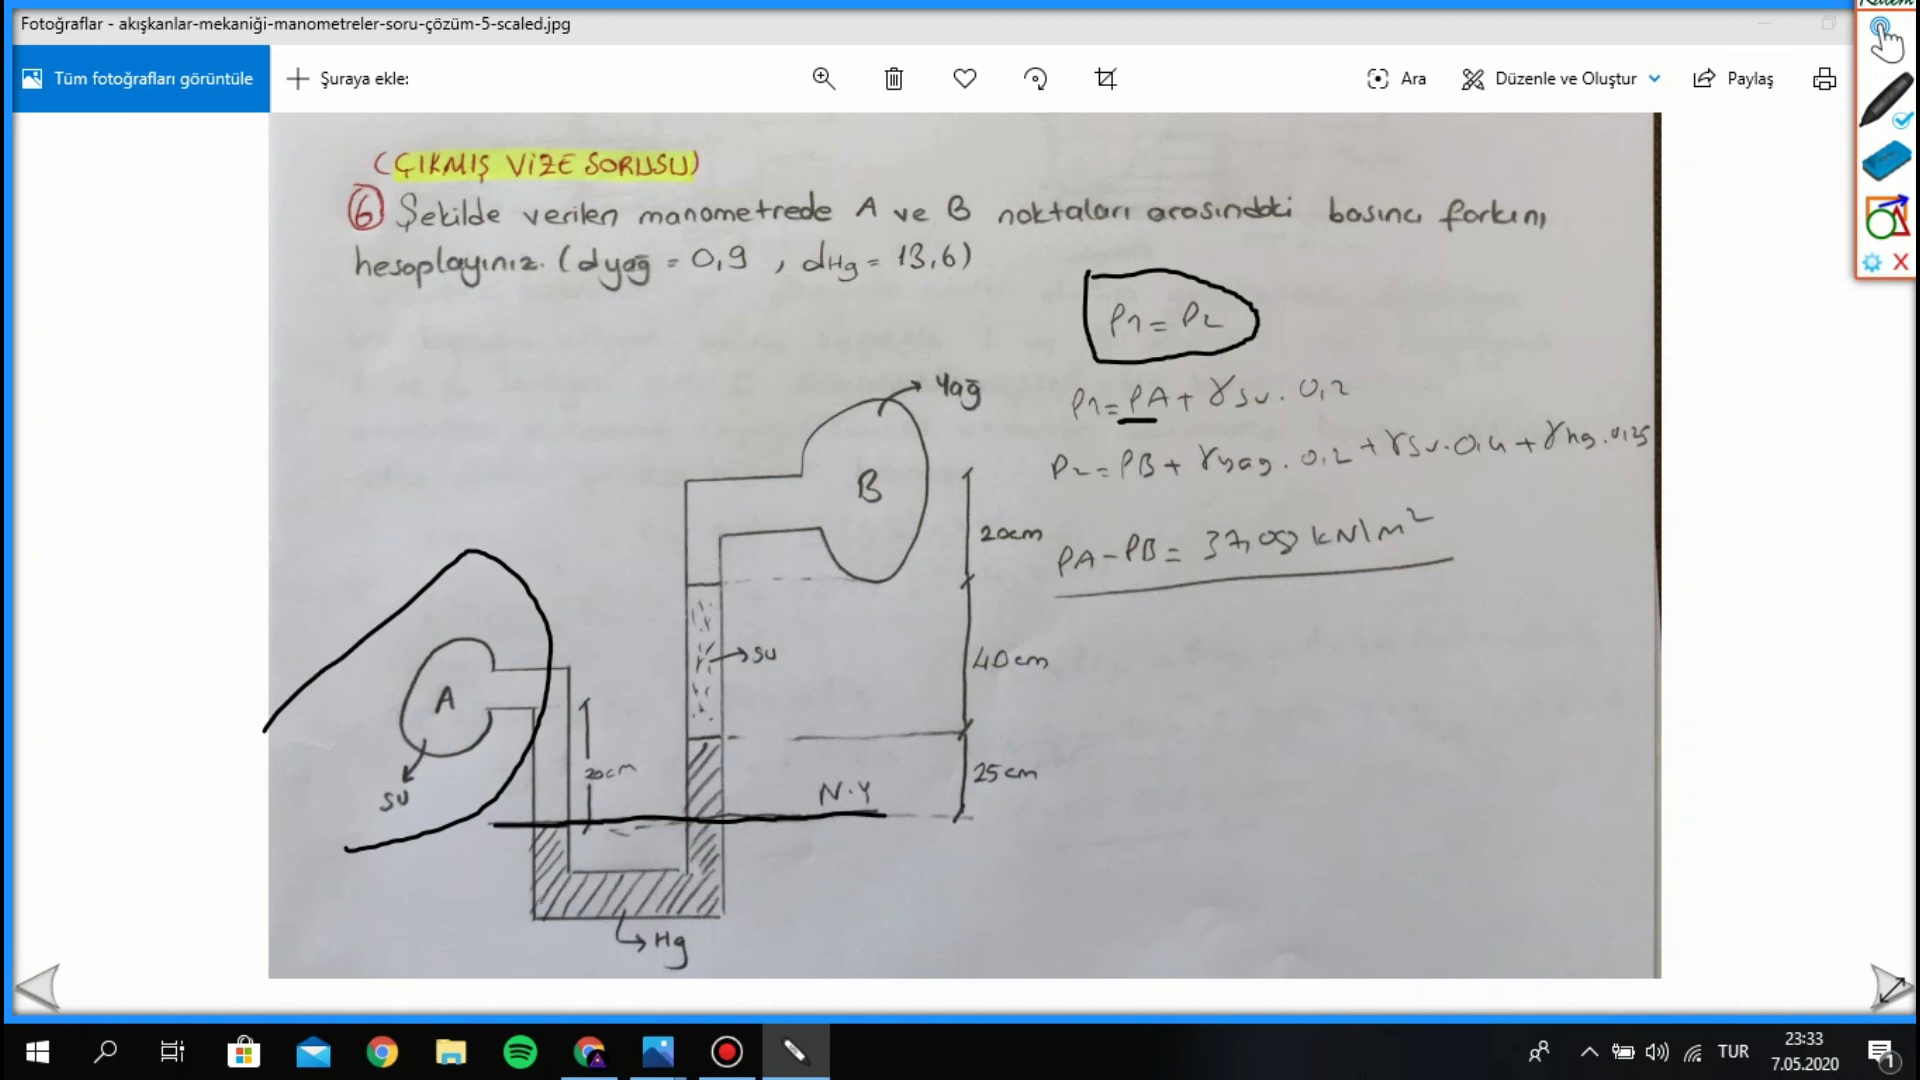 Fotoğraflar - akışkanlar-mekaniği-manometreler-soru-çözüm-5-scaled.jpg
Tüm fotoğrafları görüntüle
Şuraya ekle:
Ara
Düzenle ve Oluştur
Paylaş
(ÇIKMIŞ VİZE SORUSU)
6 Şekilde verilen manometrede A ve B noktaları arasındaki basıncı farkını
hesaplayınız. (dyağ = 0,9 , dHg = 13,6)
P1 = P2
P1 = PA + γsu . 0,2
P2 = PB + γyağ . 0,2 + γsu . 0,4 + γhg . 0,25
PA - PB = 37,08 kN/m²
Yağ
B
20cm
su
40cm
A
su
20cm
25cm
N.Y
Hg
TUR
23:33
7.05.2020
1